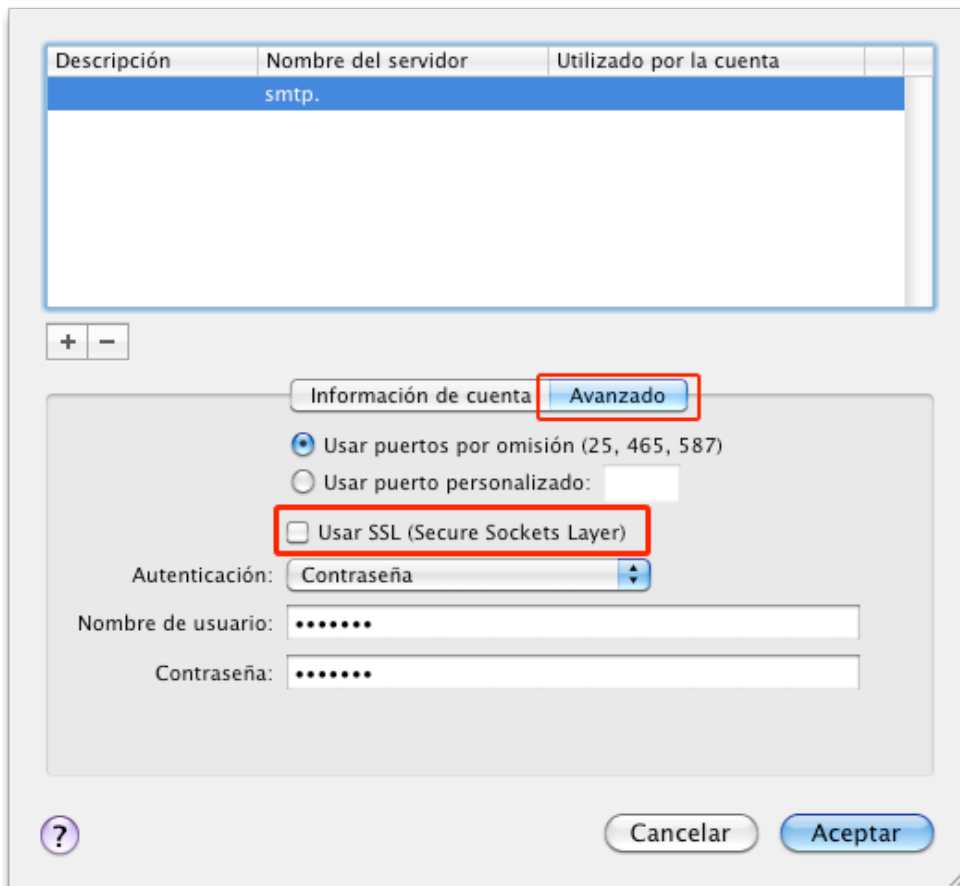 Descripción Nombre del servidor Utilizado por la cuenta
smtp.
+ −
Información de cuenta Avanzado
Usar puertos por omisión (25, 465, 587)
Usar puerto personalizado:
Usar SSL (Secure Sockets Layer)
Autenticación: Contraseña
Nombre de usuario: •••••••
Contraseña: •••••••
? Cancelar Aceptar